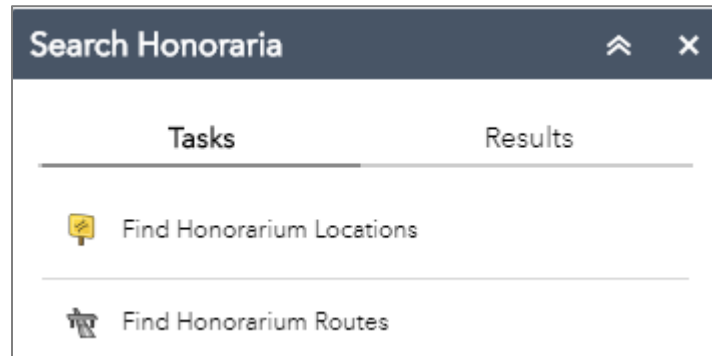 Search Honoraria
Tasks Results
Find Honorarium Locations
Find Honorarium Routes